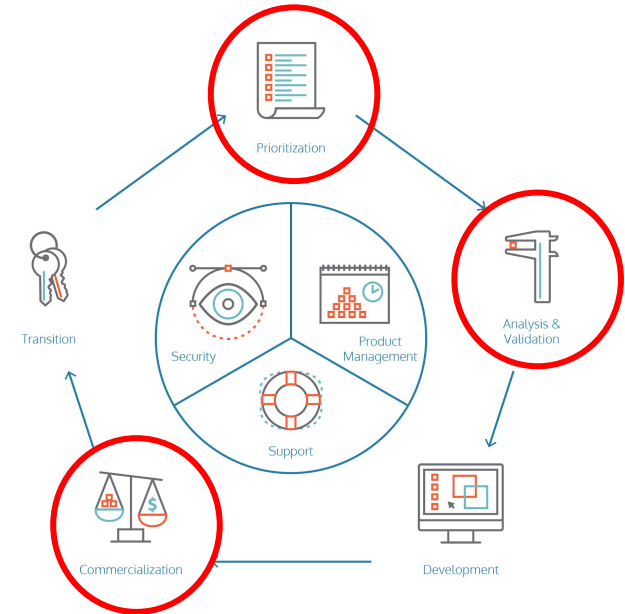 Prioritization
Analysis &
Validation
Transition
Security
Product
Management
Support
$
Commercialization
Development